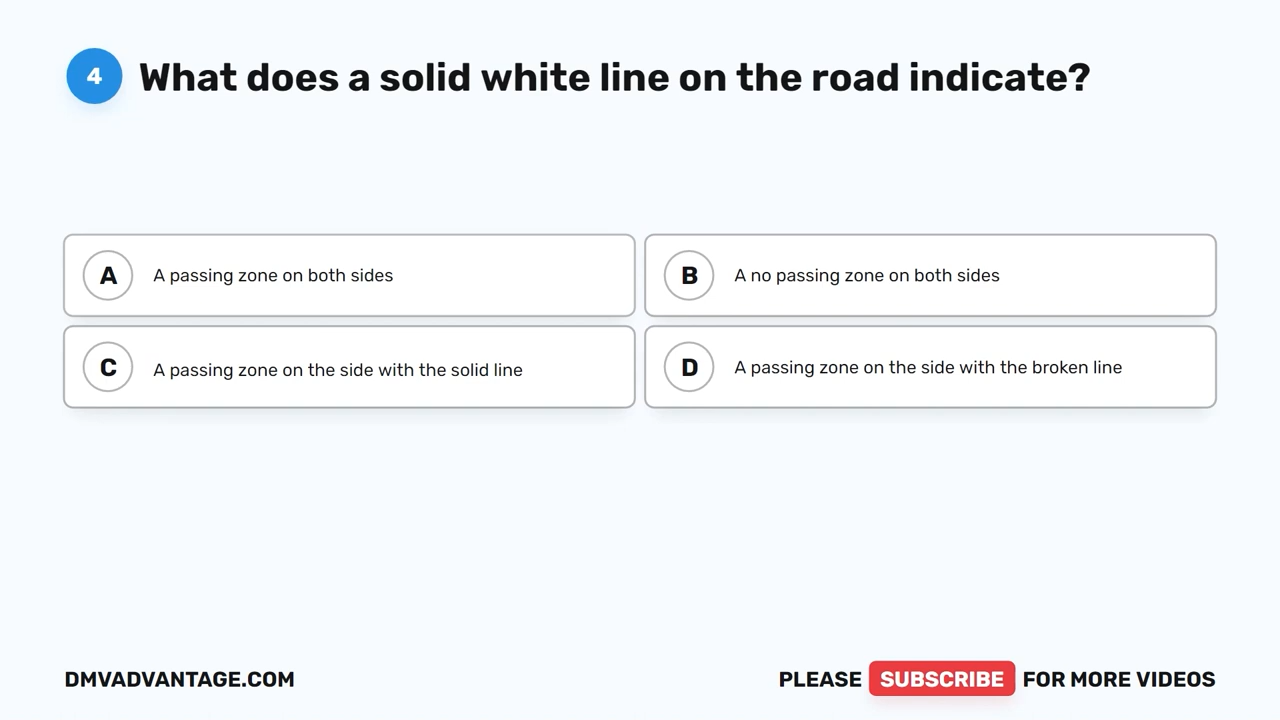 4 What does a solid white line on the road indicate?
A A passing zone on both sides
B A no passing zone on both sides
C A passing zone on the side with the solid line
D A passing zone on the side with the broken line
DMVADVANTAGE.COM
PLEASE SUBSCRIBE FOR MORE VIDEOS